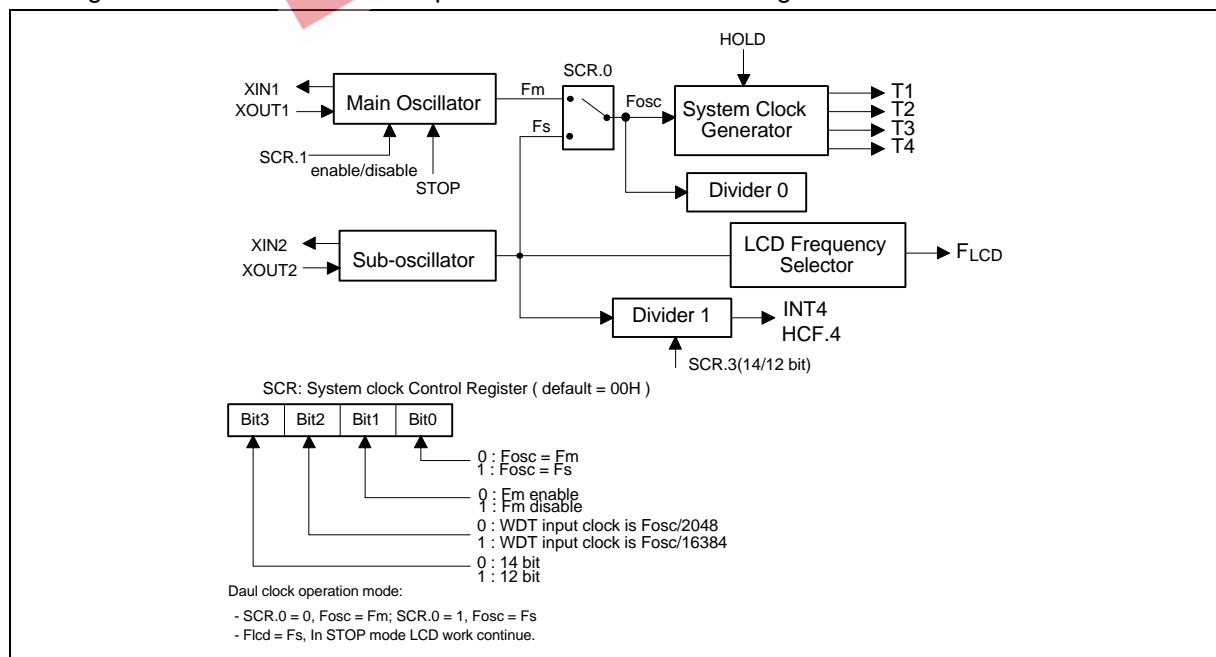 HOLD
SCR.0
XIN1
XOUT1
Main Oscillator
Fm
Fs
Fosc
System Clock
Generator
T1
T2
T3
T4
SCR.1
enable/disable
STOP
Divider 0
XIN2
XOUT2
Sub-oscillator
LCD Frequency
Selector
FLCD
Divider 1
INT4
HCF.4
SCR.3(14/12 bit)
SCR: System clock Control Register ( default = 00H )
Bit3 Bit2 Bit1 Bit0
0 : Fosc = Fm
1 : Fosc = Fs
0 : Fm enable
1 : Fm disable
0 : WDT input clock is Fosc/2048
1 : WDT input clock is Fosc/16384
0 : 14 bit
1 : 12 bit
Daul clock operation mode:
- SCR.0 = 0, Fosc = Fm; SCR.0 = 1, Fosc = Fs
- Flcd = Fs, In STOP mode LCD work continue.